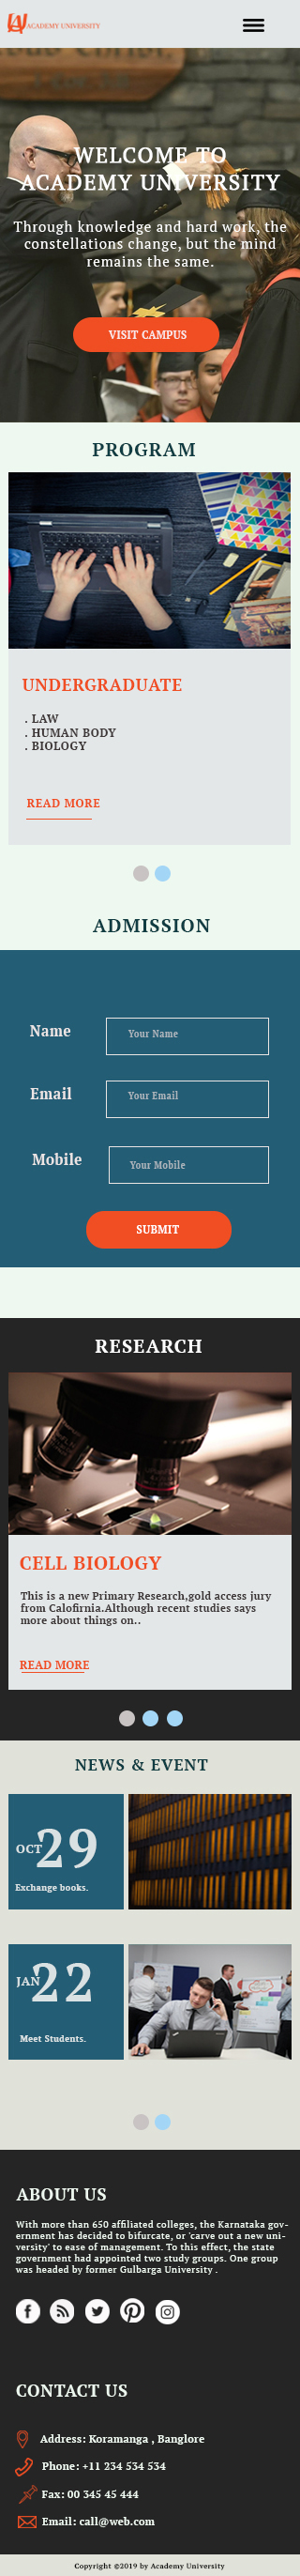 ACADEMY UNIVERSITY
WELCOME TO
ACADEMY UNIVERSITY
Through knowledge and hard work, the
constellations change, but the mind
remains the same.
VISIT CAMPUS
PROGRAM
UNDERGRADUATE
. LAW
. HUMAN BODY
. BIOLOGY
READ MORE
ADMISSION
Name
Your Name
Email
Your Email
Mobile
Your Mobile
SUBMIT
RESEARCH
CELL BIOLOGY
This is a new Primary Research,gold access jury
from Calofirnia.Although recent studies says
more about things on..
READ MORE
NEWS & EVENT
OCT 29
Exchange books.
JAN 22
Meet Students.
ABOUT US
With more than 650 affiliated colleges, the Karnataka gov-
ernment has decided to bifurcate, or 'carve out a new uni-
versity' to ease of management. To this effect, the state
government had appointed two study groups. One group
was headed by former Gulbarga University .
CONTACT US
Address: Koramanga , Banglore
Phone: +11 234 534 534
Fax: 00 345 45 444
Email: call@web.com
Copyright ©2019 by Academy University